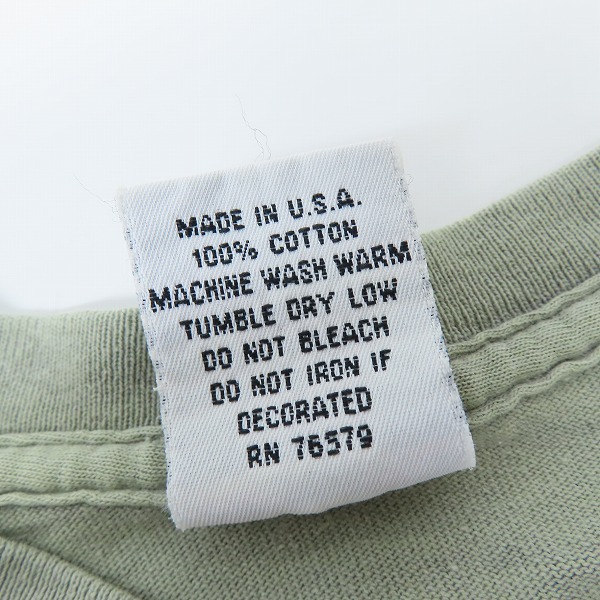 MADE IN U.S.A.
100% COTTON
MACHINE WASH WARM
TUMBLE DRY LOW
DO NOT BLEACH
DO NOT IRON IF
DECORATED
RN 76579